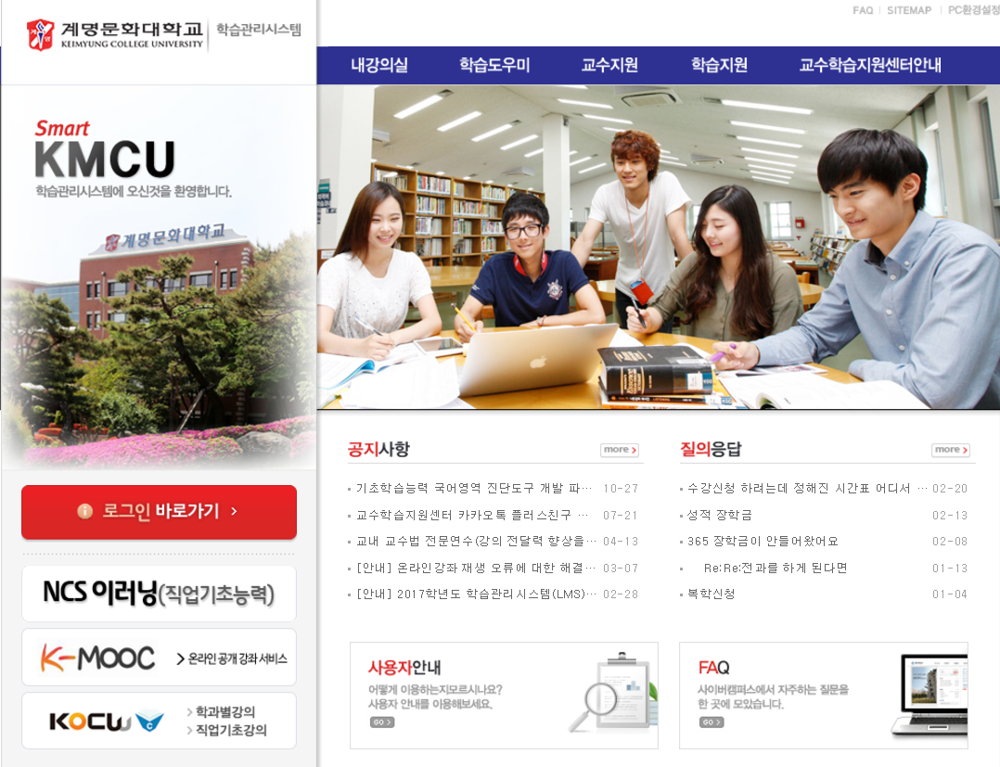 계명문화대학교
KEIMYUNG COLLEGE UNIVERSITY
학습관리시스템
FAQ
SITEMAP
PC환경설정
내강의실
학습도우미
교수지원
학습지원
교수학습지원센터안내
Smart
KMCU
학습관리시스템에 오신것을 환영합니다.
계명문화대학교
로그인 바로가기
NCS 이러닝(직업기초능력)
K-MOOC
온라인 공개 강좌 서비스
KOCW
학과별강의
직업기초강의
공지사항
more
기초학습능력 국어영역 진단도구 개발 파… 10-27
교수학습지원센터 카카오톡 플러스친구 … 07-21
교내 교수법 전문연수(강의 전달력 향상을… 04-13
[안내] 온라인강좌 재생 오류에 대한 해결… 03-07
[안내] 2017학년도 학습관리시스템(LMS)… 02-28
질의응답
more
수강신청 하려는데 정해진 시간표 어디서 … 02-20
성적 장학금 02-13
365 장학금이 안들어왔어요 02-08
Re:Re:전과를 하게 된다면 01-13
복학신청 01-04
사용자안내
어떻게 이용하는지모르시나요?
사용자 안내를 이용해보세요.
GO
FAQ
사이버캠퍼스에서 자주하는 질문을
한 곳에 모았습니다.
GO